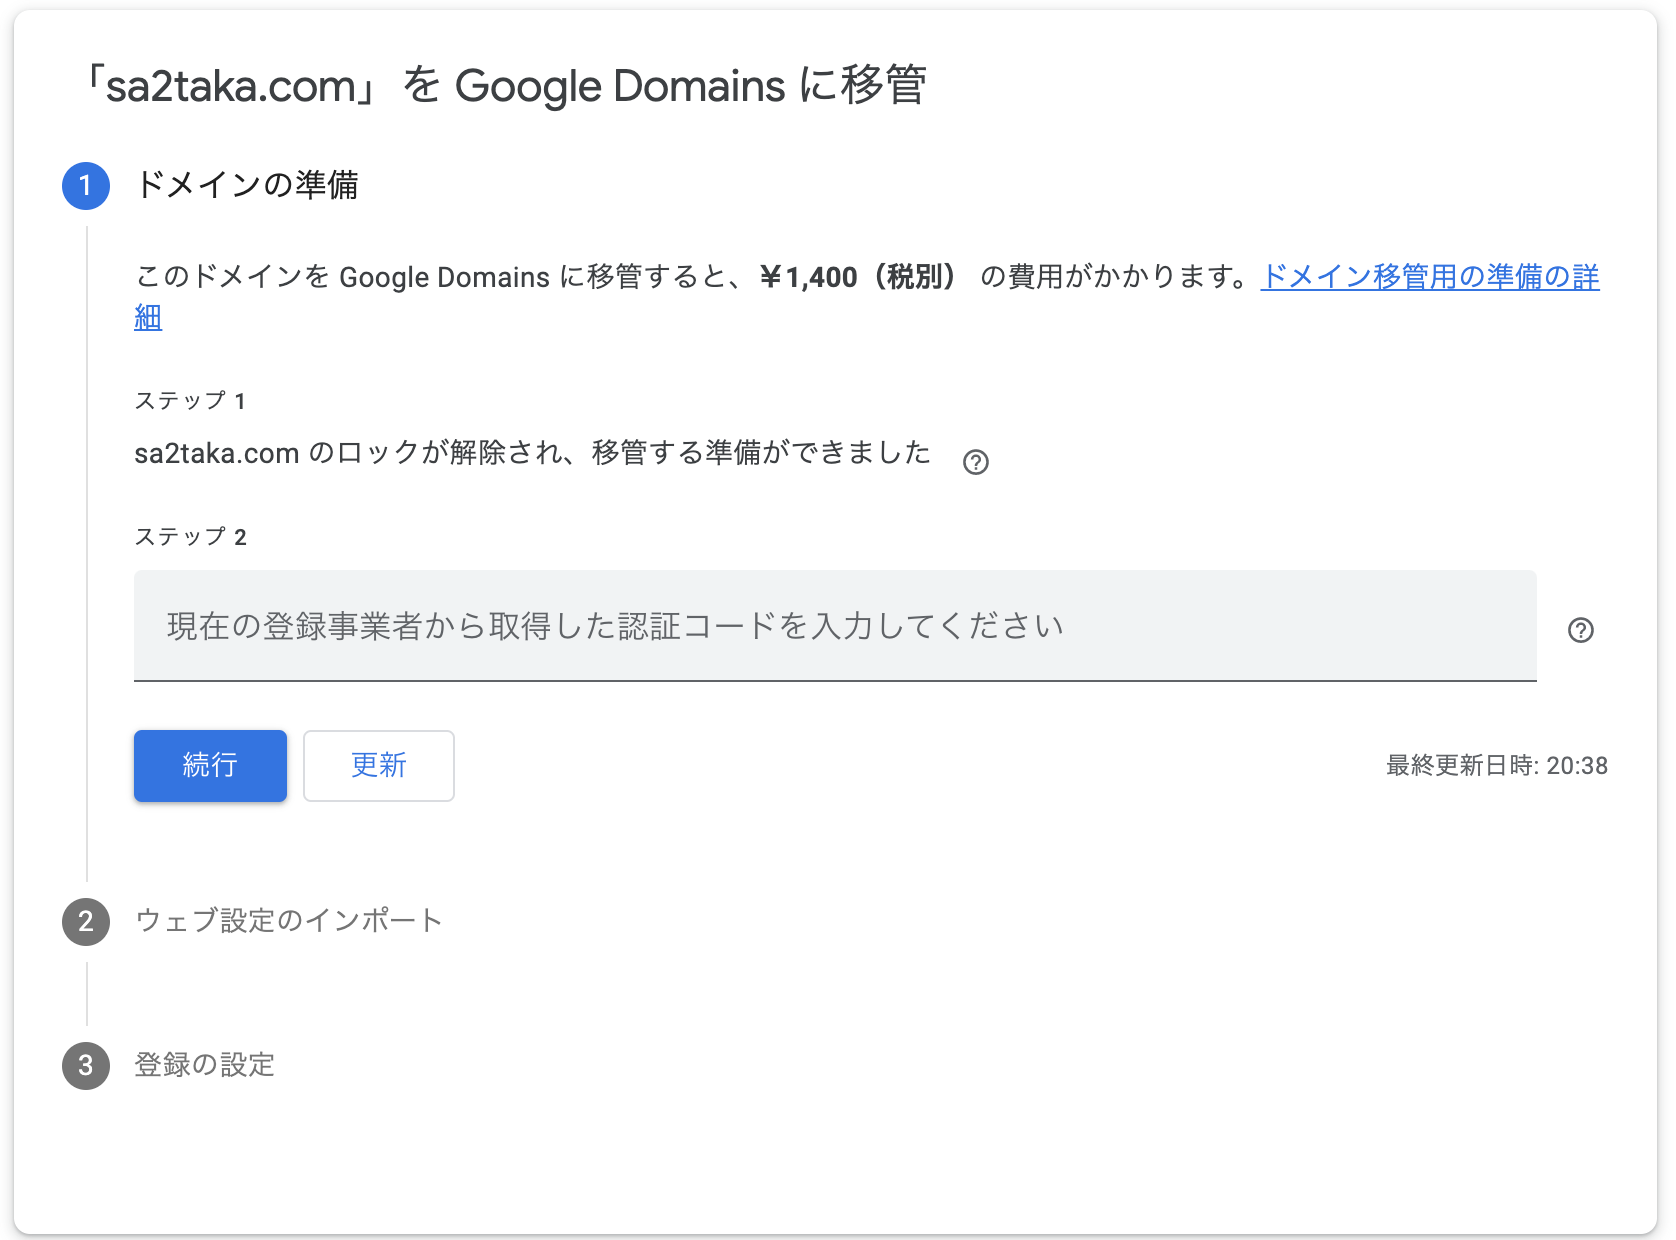 「sa2taka.com」 を Google Domains に移管
1 ドメインの準備
このドメインを Google Domains に移管すると、￥1,400（税別） の費用がかかります。ドメイン移管用の準備の詳
細
ステップ 1
sa2taka.com のロックが解除され、移管する準備ができました ?
ステップ 2
現在の登録事業者から取得した認証コードを入力してください ?
続行 更新 最終更新日時: 20:38
2 ウェブ設定のインポート
3 登録の設定